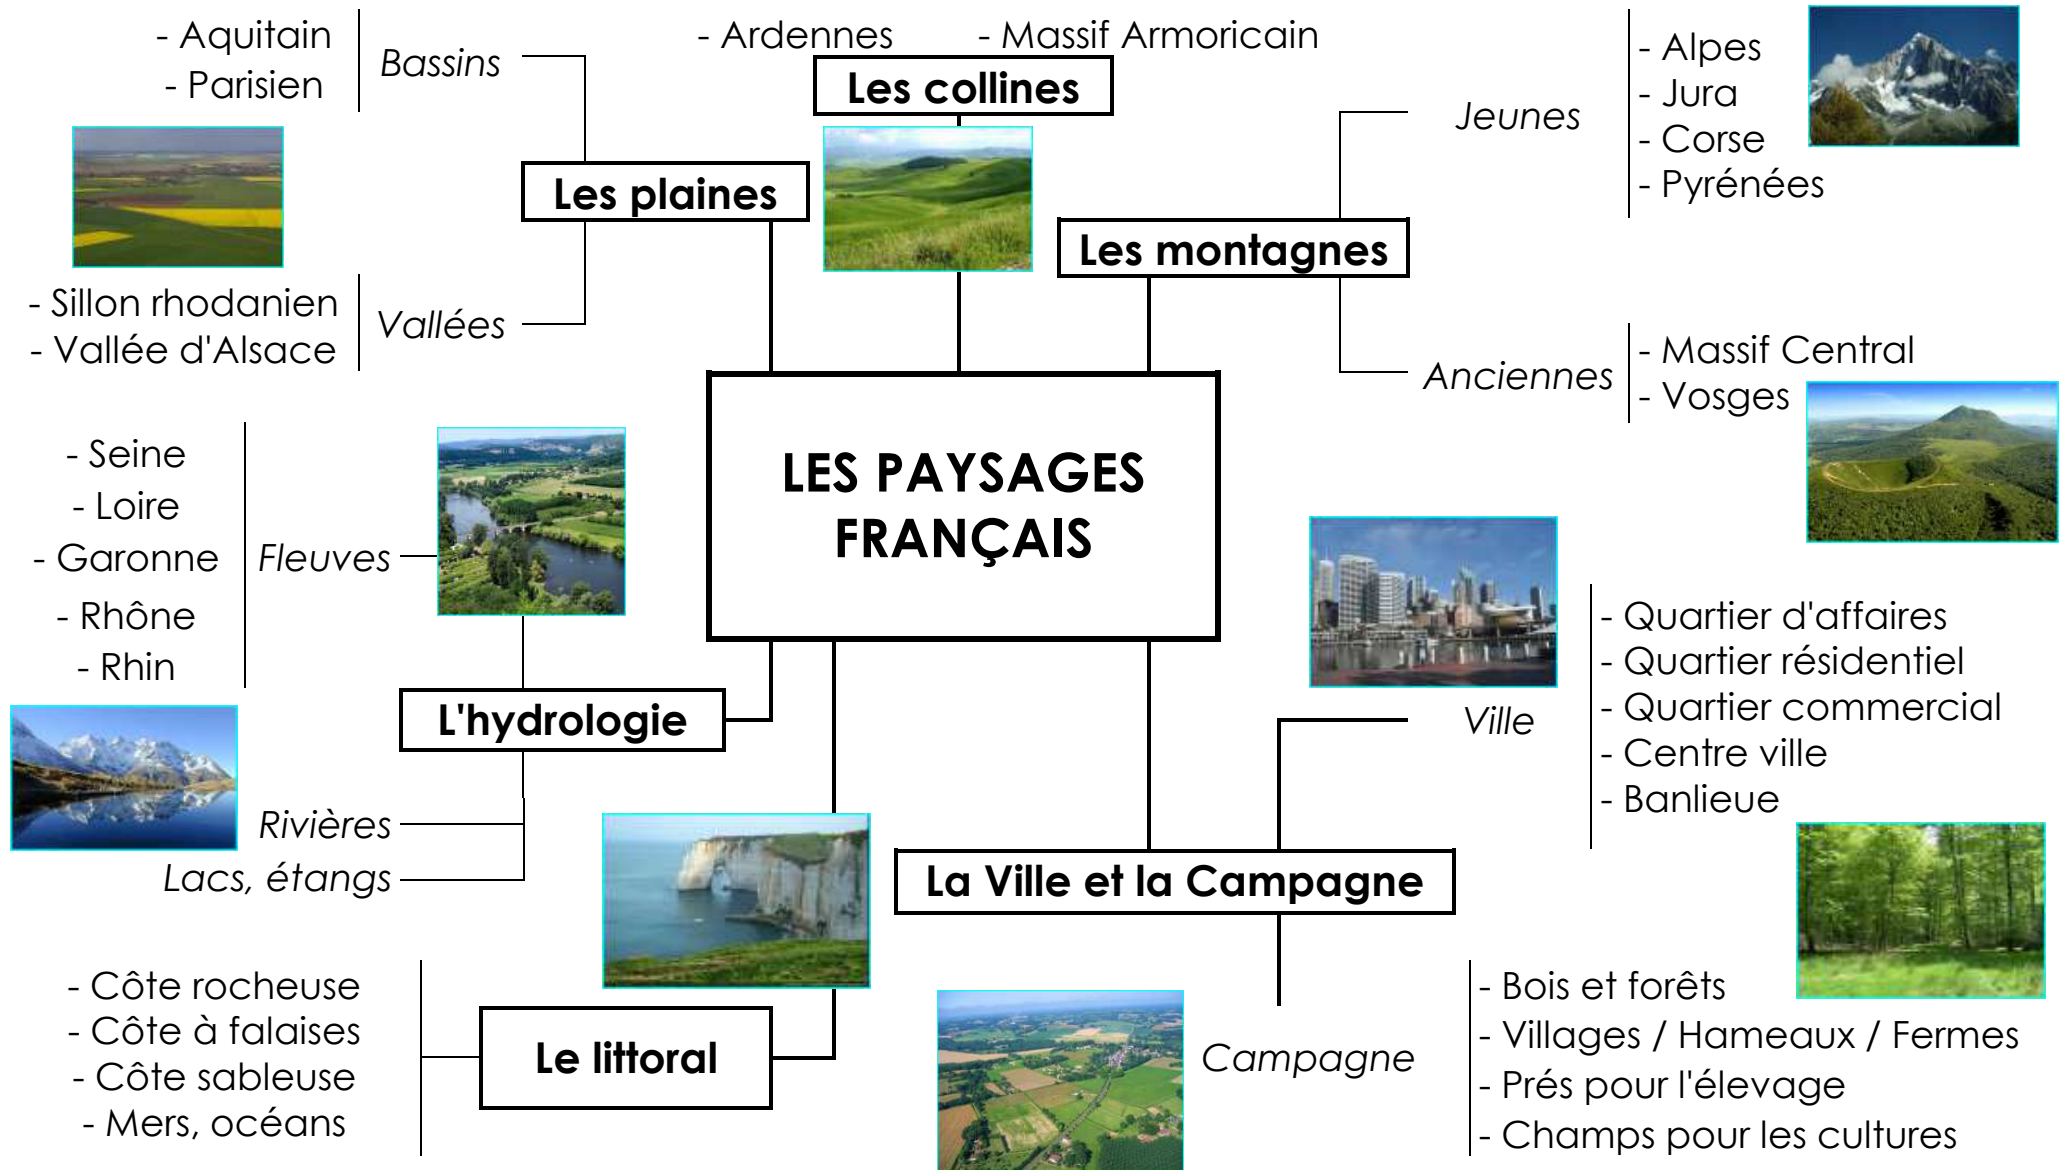 - Aquitain
- Parisien
Bassins
- Ardennes
- Massif Armoricain
Les collines
Les plaines
- Sillon rhodanien
- Vallée d'Alsace
Vallées
Jeunes
- Alpes
- Jura
- Corse
- Pyrénées
Les montagnes
Anciennes
- Massif Central
- Vosges
LES PAYSAGES
FRANÇAIS
- Seine
- Loire
- Garonne
- Rhône
- Rhin
Fleuves
L'hydrologie
Rivières
Lacs, étangs
Ville
- Quartier d'affaires
- Quartier résidentiel
- Quartier commercial
- Centre ville
- Banlieue
La Ville et la Campagne
- Côte rocheuse
- Côte à falaises
- Côte sableuse
- Mers, océans
Le littoral
Campagne
- Bois et forêts
- Villages / Hameaux / Fermes
- Prés pour l'élevage
- Champs pour les cultures